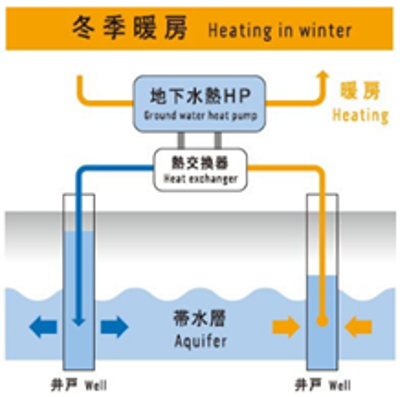 冬季暖房 Heating in winter
地下水熱HP
Ground water heat pump
暖房
Heating
熱交換器
Heat exchanger
帯水層
Aquifer
井戸 Well
井戸 Well